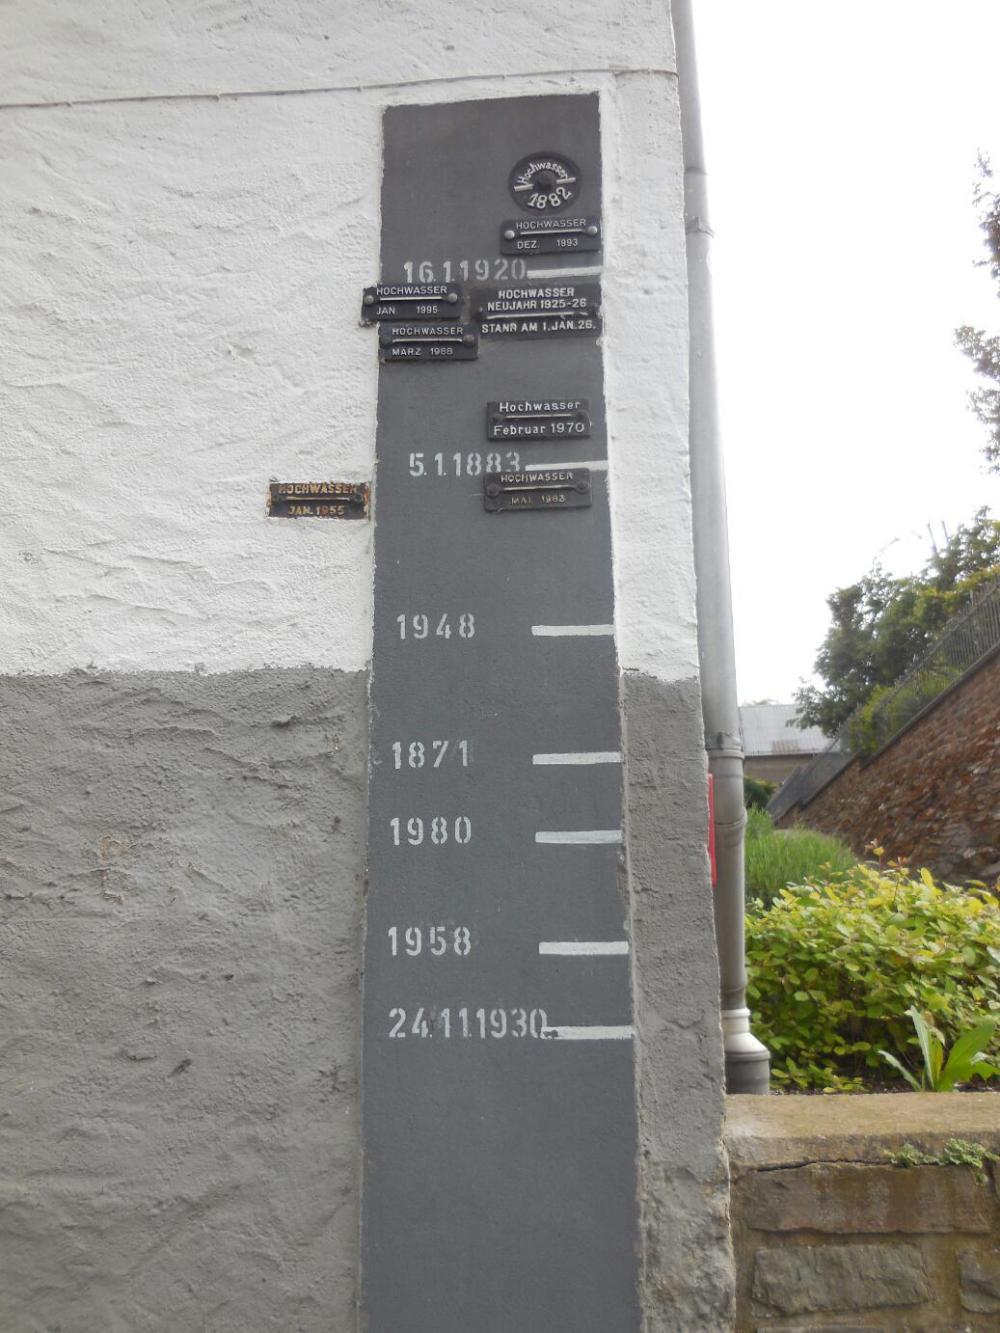 Hochwasser
1882
HOCHWASSER
DEZ. 1993
16.1.1920
HOCHWASSER
JAN. 1995
HOCHWASSER
NEUJAHR 1925-26
STAND AM 1.JAN.26.
HOCHWASSER
MÄRZ 1988
Hochwasser
Februar 1970
5.1.1883
HOCHWASSER
MAI 1983
HOCHWASSER
JAN. 1955
1948
1871
1980
1958
24.11.1930